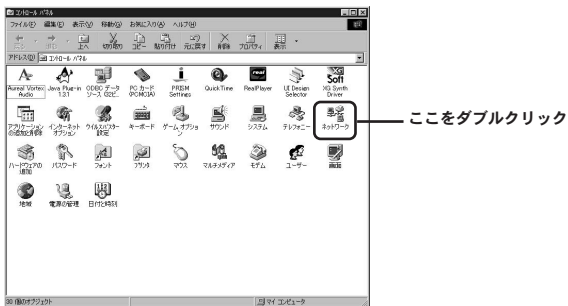 コントロール パネル
ファイル(F) 編集(E) 表示(V) 移動(G) お気に入り(A) ヘルプ(H)
戻る 進む 上へ 切り取り コピー 貼り付け 元に戻す 削除 プロパティ 表示
アドレス(D) コントロール パネル
Aureal Vortex Audio
Java Plug-in 1.3.1
ODBC データ ソース (32ビ...
PC カード (PCMCIA)
PRISM Settings
QuickTime
RealPlayer
UI Design Selector
XG Synth Driver
アプリケーションの追加と削除
インターネット オプション
ウイルスバスター 設定
キーボード
ゲーム オプション
サウンド
システム
テレフォニー
ネットワーク
ここをダブルクリック
ハードウェアの追加
パスワード
フォント
プリンタ
マウス
マルチメディア
モデム
ユーザー
画面
地域
電源の管理
日付と時刻
30 個のオブジェクト
マイ コンピュータ